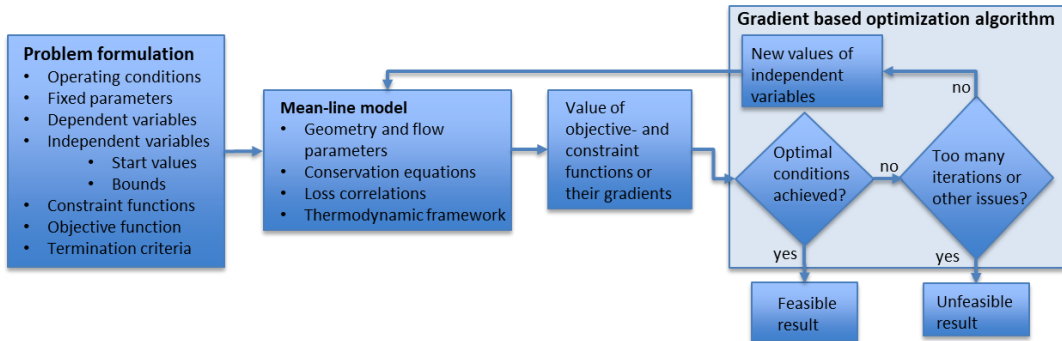 Problem formulation
• Operating conditions
• Fixed parameters
• Dependent variables
• Independent variables
• Start values
• Bounds
• Constraint functions
• Objective function
• Termination criteria
Mean-line model
• Geometry and flow
parameters
• Conservation equations
• Loss correlations
• Thermodynamic framework
Value of
objective- and
constraint
functions or
their gradients
Gradient based optimization algorithm
New values of
independent
variables
Optimal
conditions
achieved?
no
Too many
iterations or
other issues?
no
yes
yes
Feasible
result
Unfeasible
result